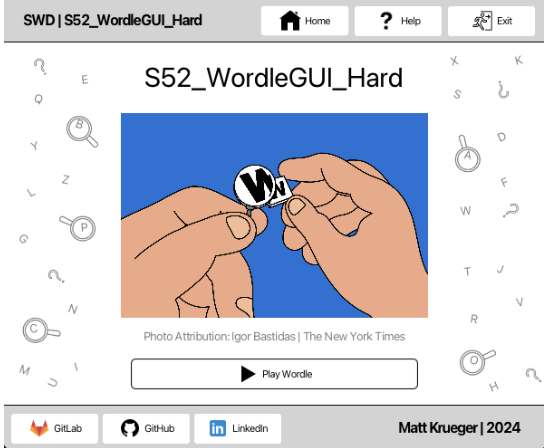 SWD | S52_WordleGUI_Hard
Home
Help
Exit
S52_WordleGUI_Hard
? E Q B Y Z L P G ? N C M U I
X K S ? D A F W ? T J V R O H ?
W W
Photo Attribution: Igor Bastidas | The New York Times
Play Wordle
GitLab
GitHub
LinkedIn
Matt Krueger | 2024